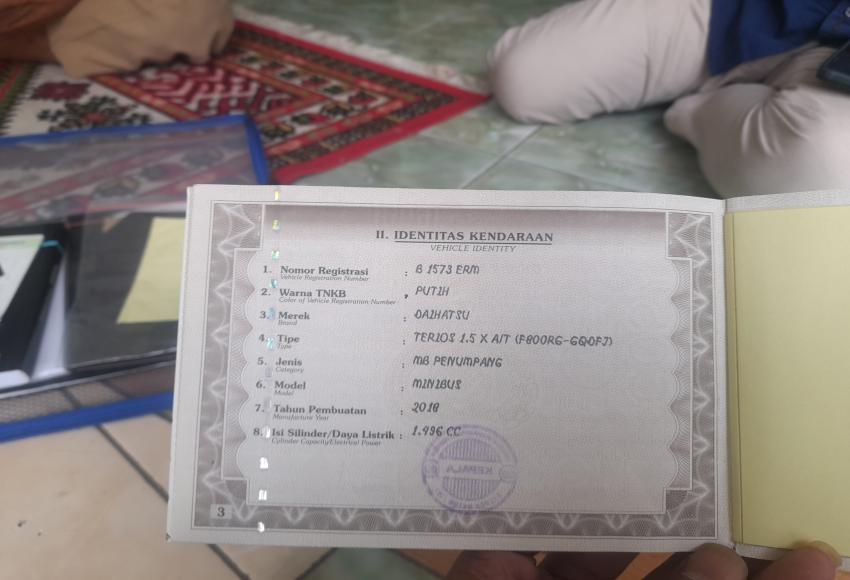 II. IDENTITAS KENDARAAN
VEHICLE IDENTITY
1. Nomor Registrasi : B 1573 ERM
Vehicle Registration Number
2. Warna TNKB : PUTIH
Color of Vehicle Registration Number
3. Merek : DAIHATSU
Brand
4. Tipe : TERIOS 1.5 X A/T (F800RG-GQOFJ)
Type
5. Jenis : MB PENUMPANG
Category
6. Model : MINIBUS
Model
7. Tahun Pembuatan : 2018
Manufacture Year
8. Isi Silinder/Daya Listrik : 1.496 CC
Cylinder Capacity/Electrical Power
KEPALA
3